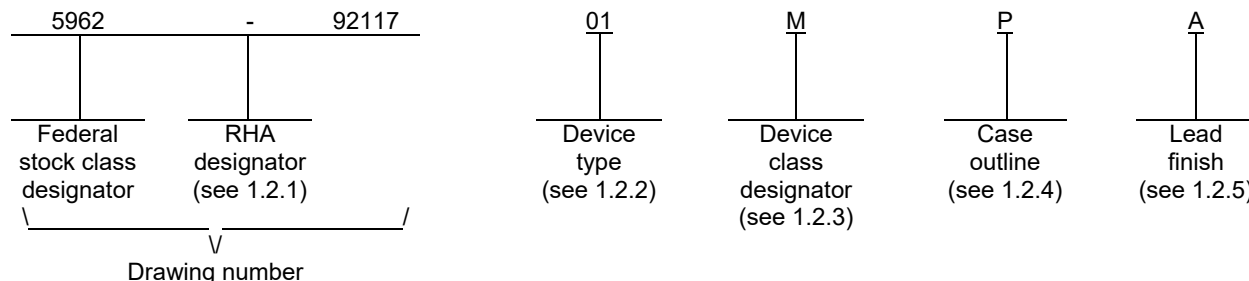 5962 - 92117 01 M P A
Federal stock class designator
RHA designator (see 1.2.1)
Device type (see 1.2.2)
Device class designator (see 1.2.3)
Case outline (see 1.2.4)
Lead finish (see 1.2.5)
\ / \/
Drawing number